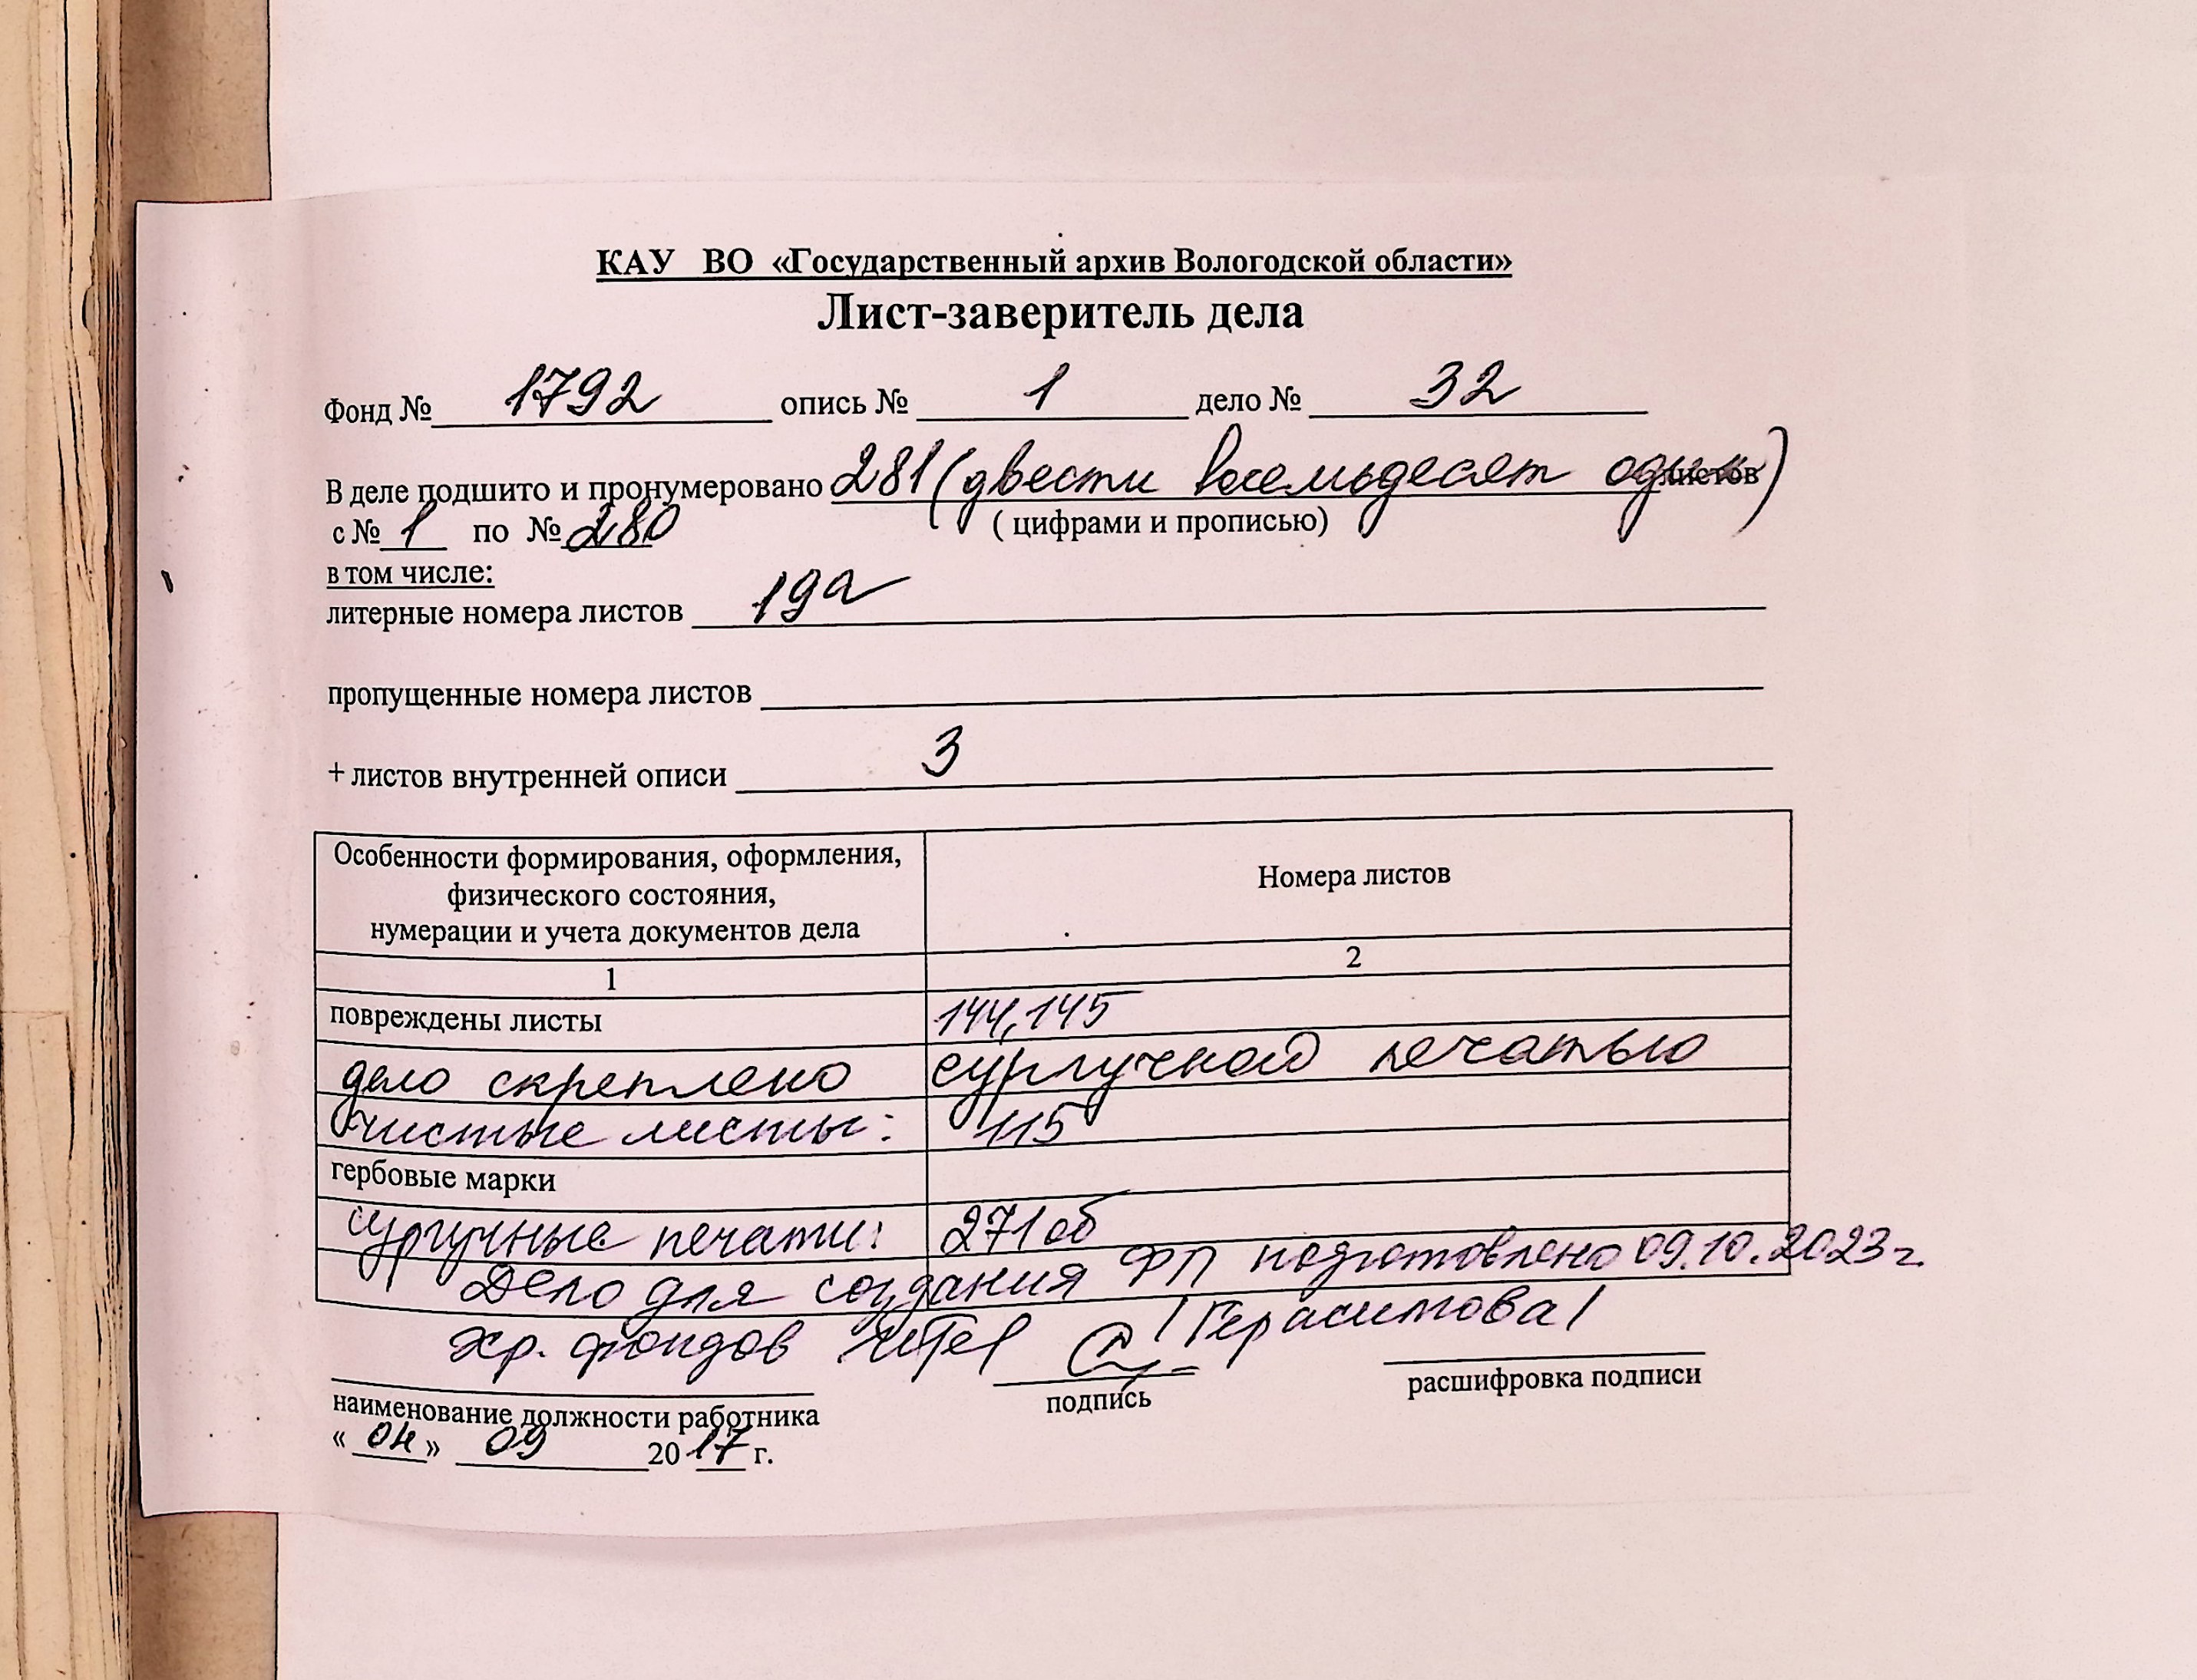 КАУ ВО «Государственный архив Вологодской области»
Лист-заверитель дела
Фонд № 1792 опись № 1 дело № 32
В деле подшито и пронумеровано 281 (двести восемьдесят один) листов
с № 1 по № 280 ( цифрами и прописью)
в том числе:
литерные номера листов 19а
пропущенные номера листов
+ листов внутренней описи 3
Особенности формирования, оформления,
физического состояния,
нумерации и учета документов дела
Номера листов
1 2
повреждены листы 144,145
дело скреплено сургучной печатью
чистые листы: 115
гербовые марки
сургучные печати: 271об
Дело для создания ФП подготовлено 09.10.2023г.
хр. фондов /Герасимова/
наименование должности работника подпись расшифровка подписи
« 04 » 09 2017 г.